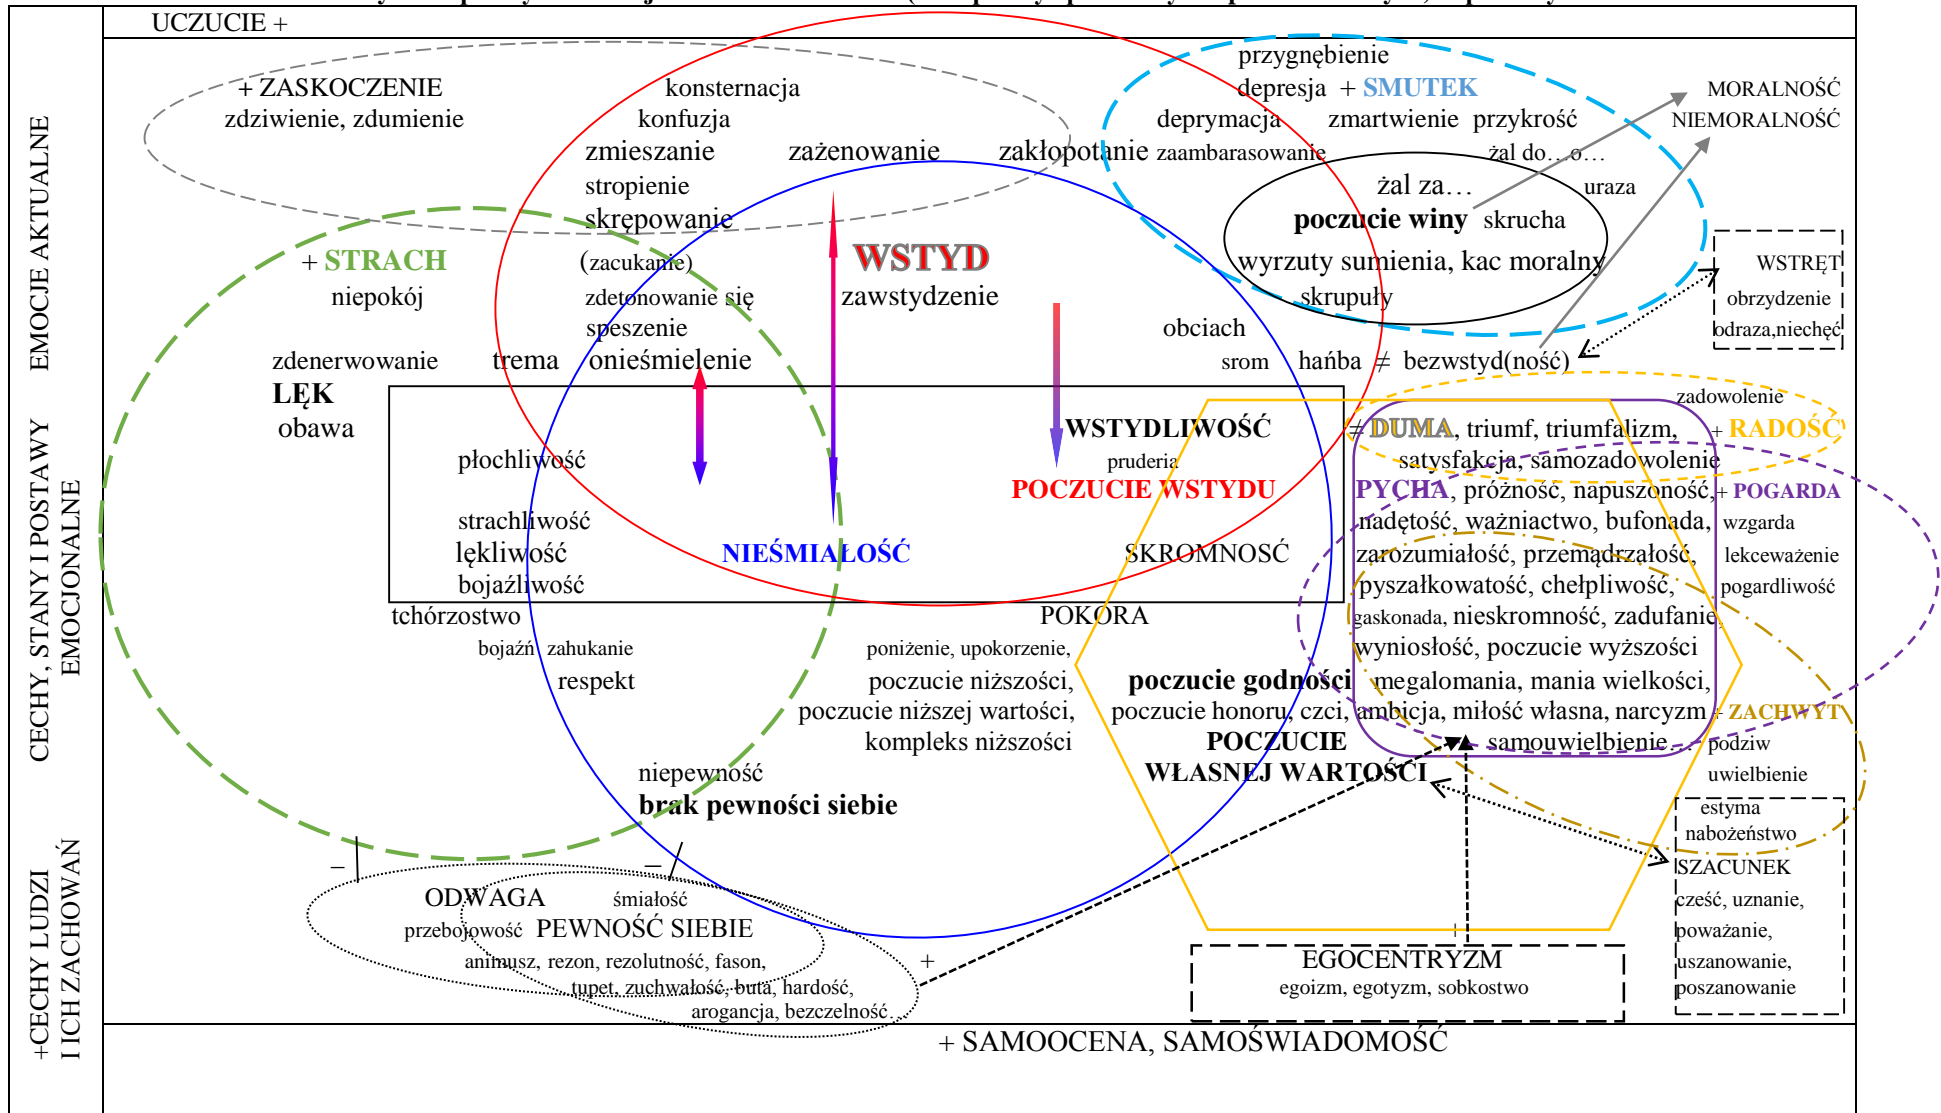 UCZUCIE +
przygnębienie
+ ZASKOCZENIE
konsternacja
depresja + SMUTEK
MORALNOŚĆ
zdziwienie, zdumienie
konfuzja
deprymacja zmartwienie przykrość
NIEMORALNOŚĆ
zmieszanie zażenowanie zakłopotanie zaambarasowanie żal do…o…
stropienie
żal za… uraza
skrępowanie
poczucie winy skrucha
+ STRACH
(zacukanie)
WSTYD
wyrzuty sumienia, kac moralny
WSTRĘT
niepokój
zdetonowanie się
zawstydzenie
skrupuły
obrzydzenie
speszenie
obciach
odraza,niechęć
zdenerwowanie trema onieśmielenie
srom hańba ≠ bezwstyd(ność)
LĘK
zadowolenie
obawa
WSTYDLIWOŚĆ
≠ DUMA, triumf, triumfalizm,
+ RADOŚĆ
płochliwość
pruderia
satysfakcja, samozadowolenie
POCZUCIE WSTYDU
PYCHA, próżność, napuszoność,
+ POGARDA
strachliwość
nadętość, ważniactwo, bufonada,
wzgarda
lękliwość
NIEŚMIAŁOŚĆ
SKROMNOSĆ
zarozumiałość, przemądrzałość,
lekceważenie
bojaźliwość
pyszałkowatość, chełpliwość,
pogardliwość
tchórzostwo
POKORA
gaskonada, nieskromność, zadufanie,
bojaźń zahukanie
poniżenie, upokorzenie,
wyniosłość, poczucie wyższości
respekt
poczucie niższości,
poczucie godności
megalomania, mania wielkości,
poczucie niższej wartości,
poczucie honoru, czci, ambicja, miłość własna, narcyzm
+ ZACHWYT
kompleks niższości
POCZUCIE
samouwielbienie…
podziw
niepewność
WŁASNEJ WARTOŚCI
uwielbienie
brak pewności siebie
estyma
nabożeństwo
–
–
SZACUNEK
ODWAGA
śmiałość
cześć, uznanie,
przebojowość PEWNOŚĆ SIEBIE
+
poważanie,
animusz, rezon, rezolutność, fason,
+
EGOCENTRYZM
uszanowanie,
tupet, zuchwałość, buta, hardość,
egoizm, egotyzm, sobkostwo
poszanowanie
arogancja, bezczelność…
+ SAMOOCENA, SAMOŚWIADOMOŚĆ
EMOCJE AKTUALNE
CECHY, STANY I POSTAWY
EMOCJONALNE
+CECHY LUDZI
I ICH ZACHOWAŃ